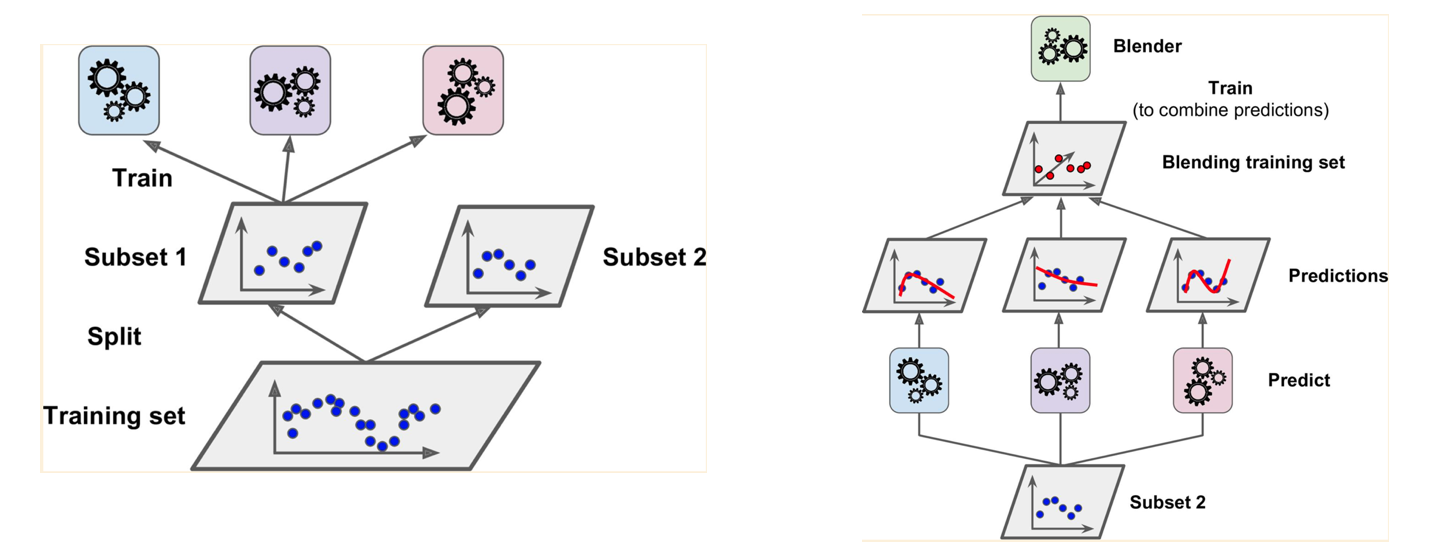 Train
Subset 1
Subset 2
Split
Training set
Blender
Train
(to combine predictions)
Blending training set
Predictions
Predict
Subset 2